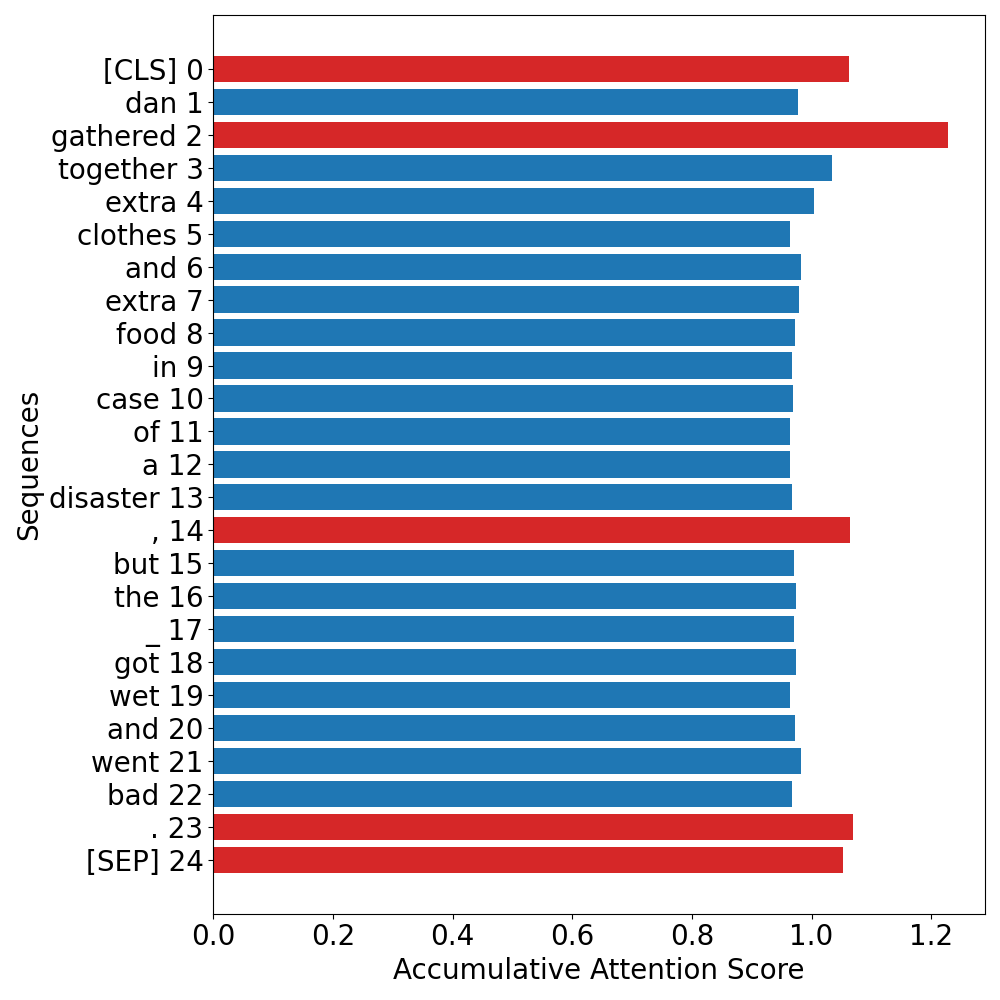 [CLS] 0
dan 1
gathered 2
together 3
extra 4
clothes 5
and 6
extra 7
food 8
in 9
case 10
of 11
a 12
disaster 13
, 14
but 15
the 16
_ 17
got 18
wet 19
and 20
went 21
bad 22
. 23
[SEP] 24
Sequences
0.0 0.2 0.4 0.6 0.8 1.0 1.2
Accumulative Attention Score